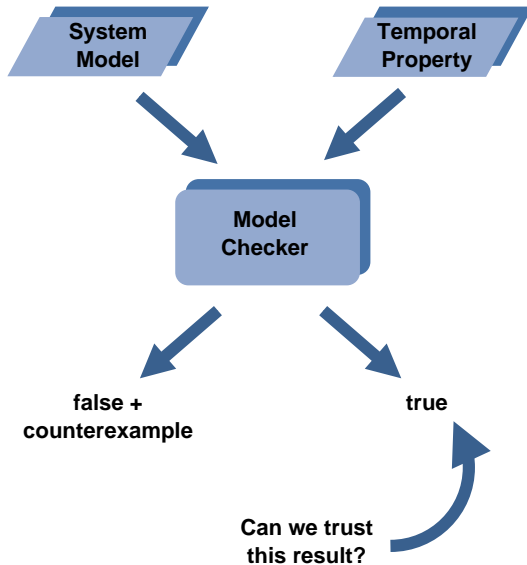 System
Model
Temporal
Property
Model
Checker
false +
counterexample
true
Can we trust
this result?